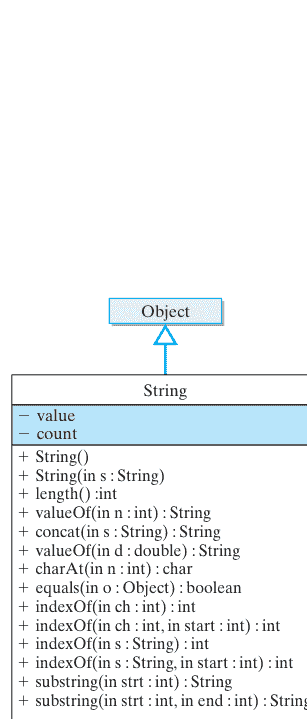 Object
String
− value
− count
+ String()
+ String(in s : String)
+ length() :int
+ valueOf(in n : int) : String
+ concat(in s : String) : String
+ valueOf(in d : double) : String
+ charAt(in n : int) : char
+ equals(in o : Object) : boolean
+ indexOf(in ch : int) : int
+ indexOf(in ch : int, in start : int) : int
+ indexOf(in s : String) : int
+ indexOf(in s : String, in start : int) : int
+ substring(in strt : int) : String
+ substring(in strt : int, in end : int) : String